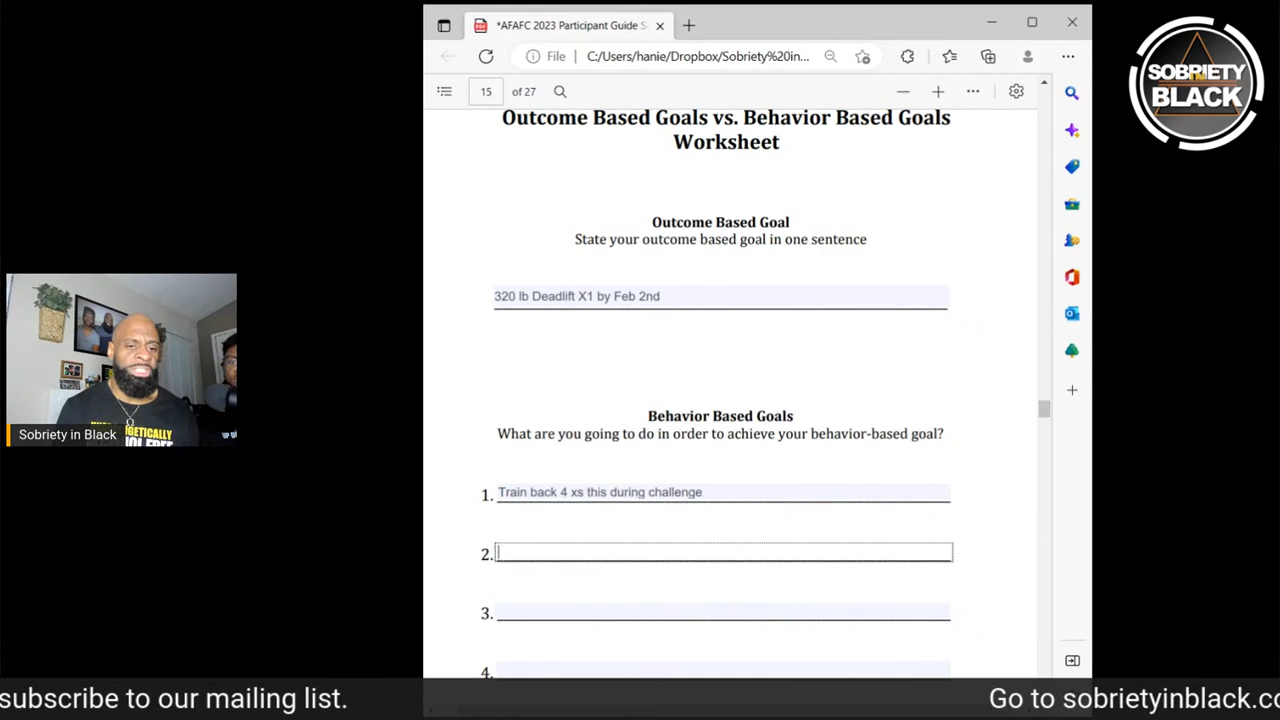 *AFAFC 2023 Participant Guide S
File
C:/Users/hanie/Dropbox/Sobriety%20in...
15 of 27
Outcome Based Goals vs. Behavior Based Goals
Worksheet
Outcome Based Goal
State your outcome based goal in one sentence
320 lb Deadlift X1 by Feb 2nd
Behavior Based Goals
What are you going to do in order to achieve your behavior-based goal?
1. Train back 4 xs this during challenge
2.
3.
4.
SOBRIETY
IN
BLACK
GETICALLY
Sobriety in Black
subscribe to our mailing list.
Go to sobrietyinblack.co